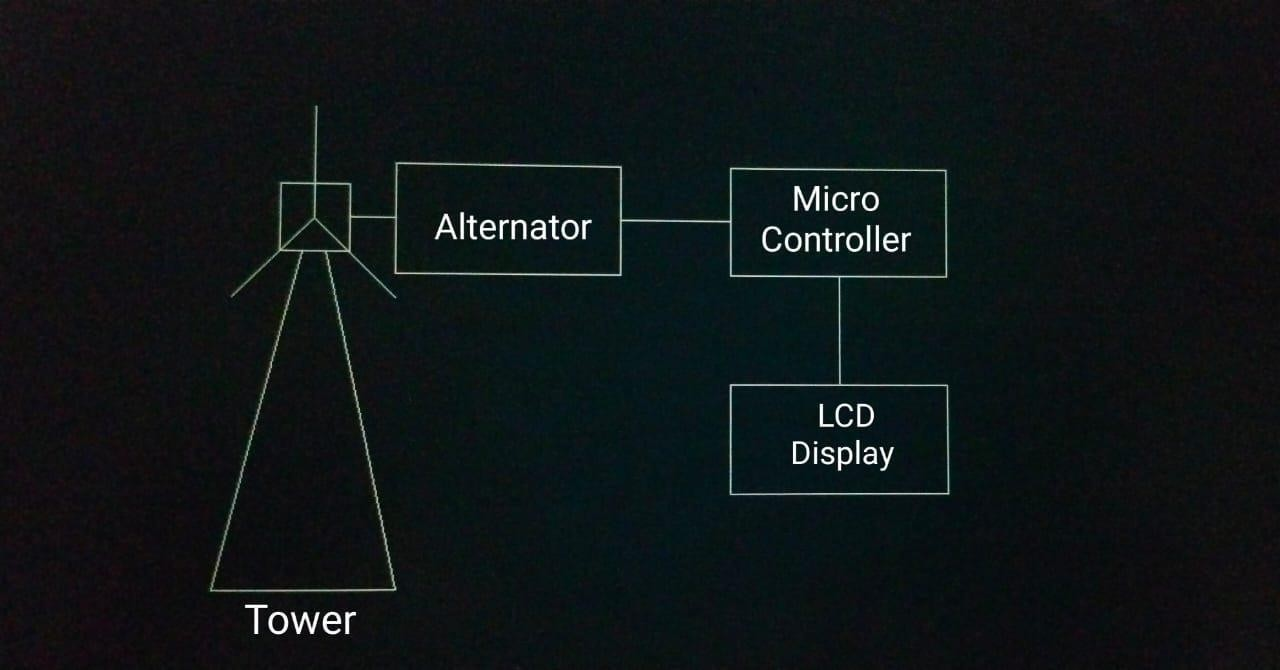 Alternator
Micro
Controller
LCD
Display
Tower